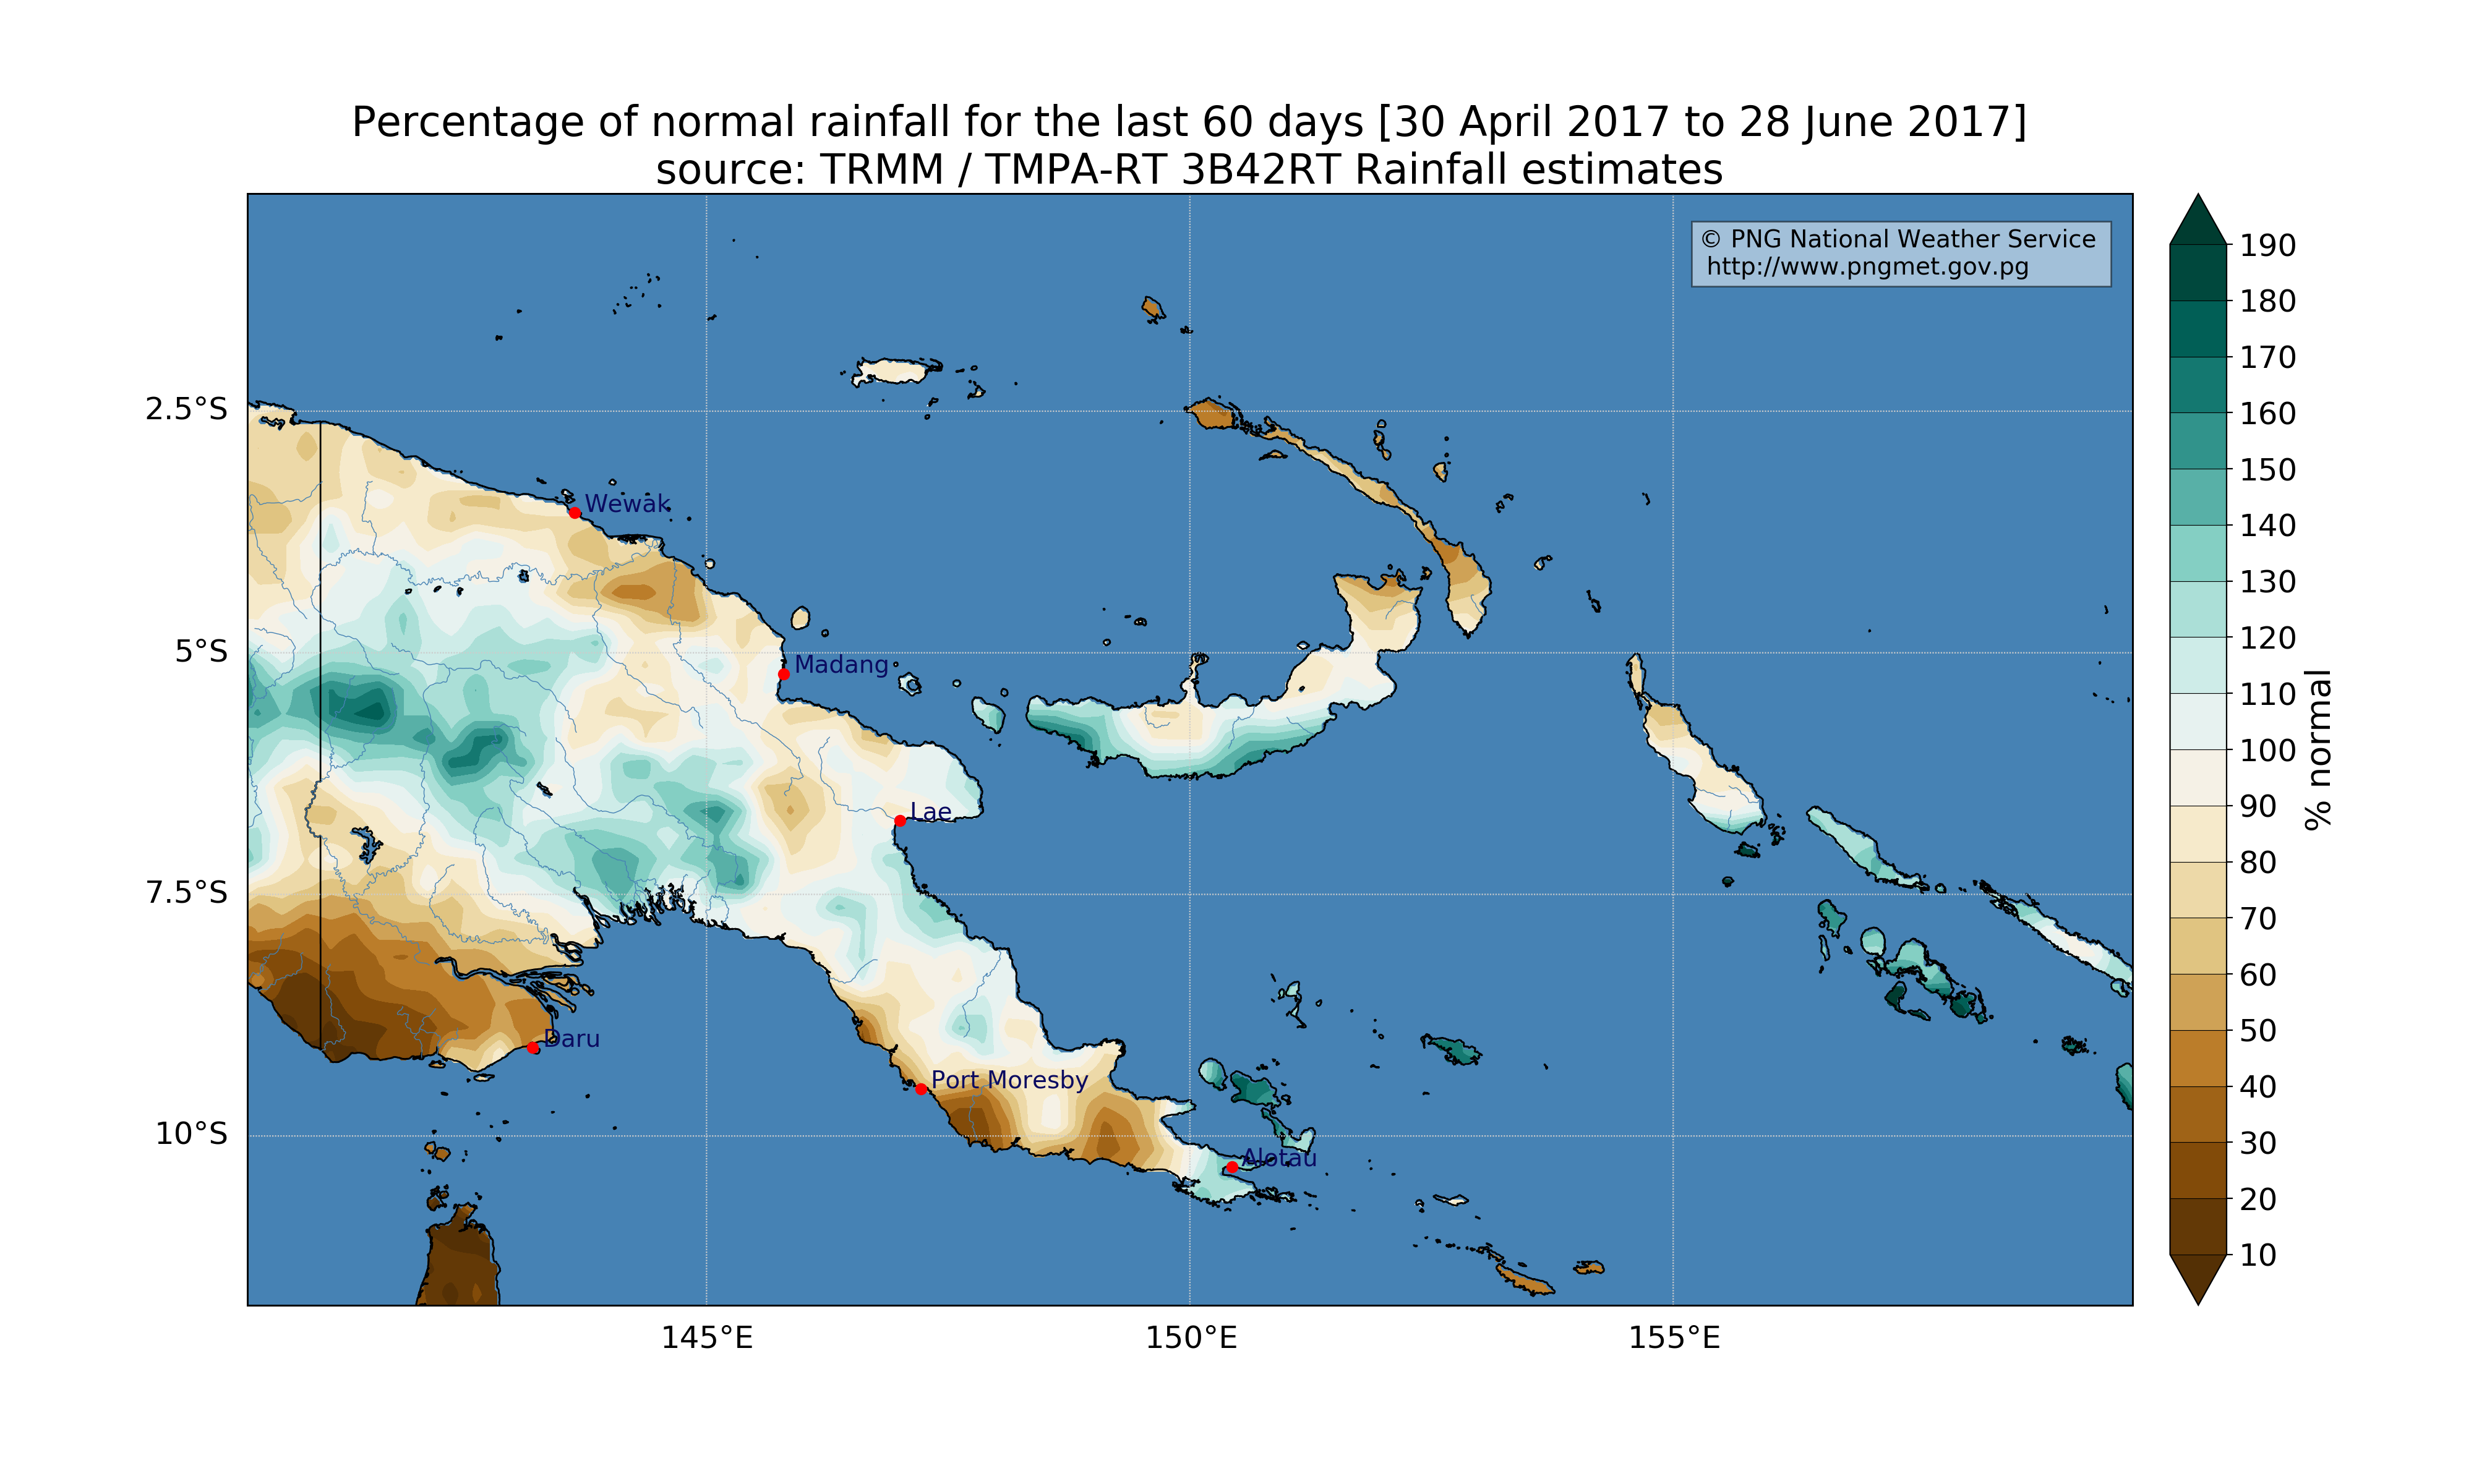 Percentage of normal rainfall for the last 60 days [30 April 2017 to 28 June 2017]
source: TRMM / TMPA-RT 3B42RT Rainfall estimates
© PNG National Weather Service
http://www.pngmet.gov.pg
190
180
170
160
150
140
130
120
110
100
90
80
70
60
50
40
30
20
10
% normal
2.5°S
5°S
7.5°S
10°S
Wewak
Madang
Lae
Daru
Port Moresby
Alotau
145°E
150°E
155°E